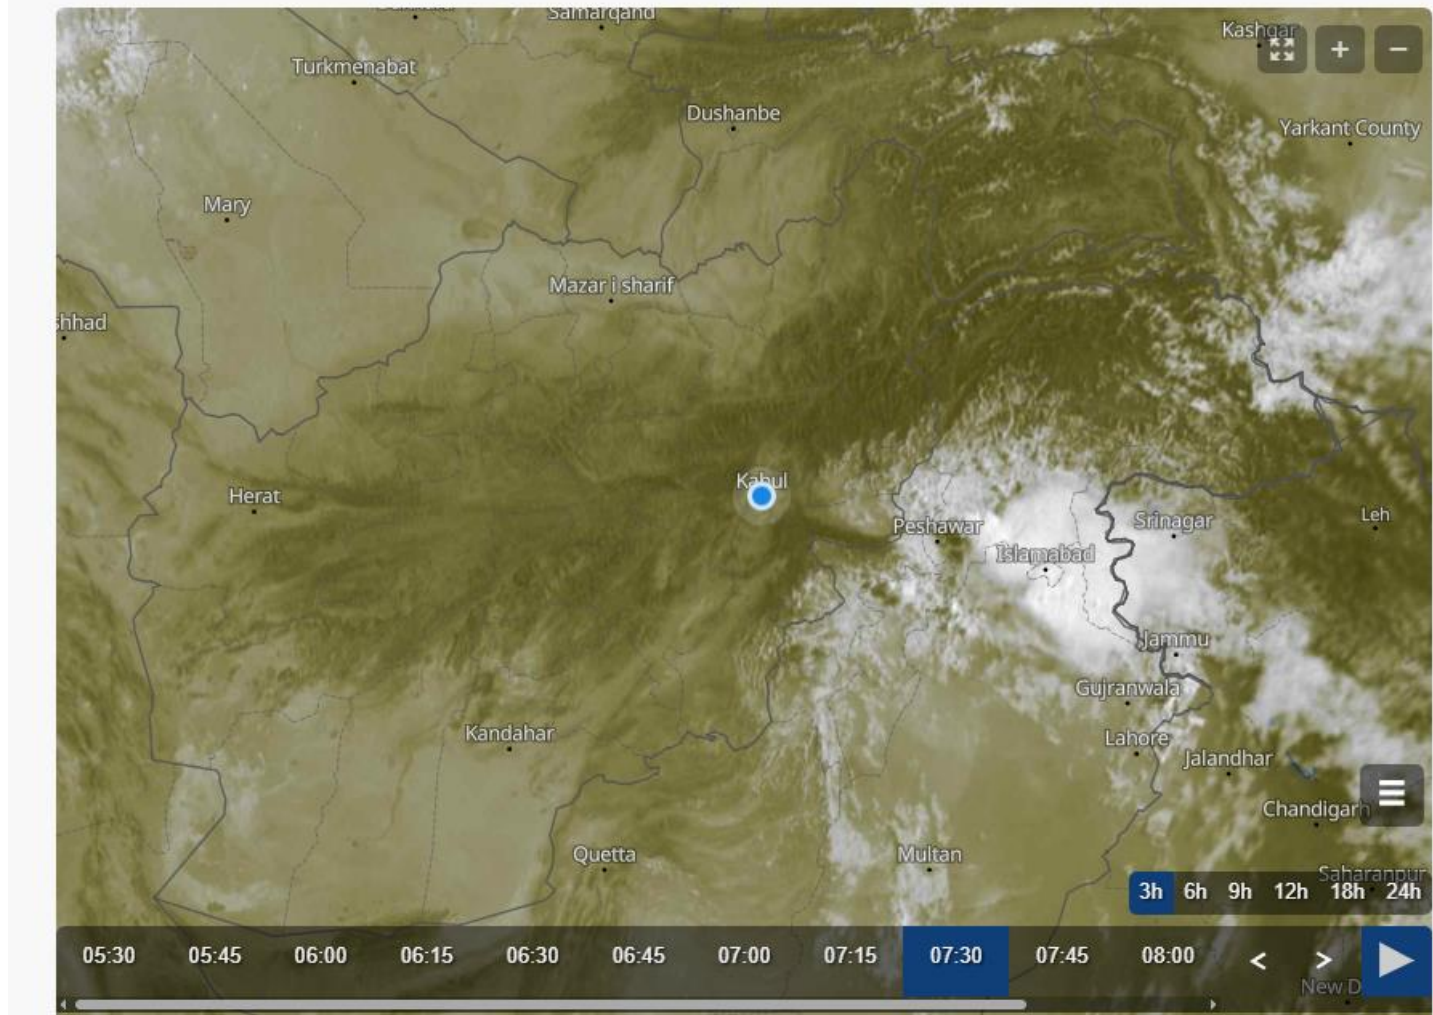 Samarqand
Kashgar
Turkmenabat
Dushanbe
Yarkant County
Mary
Mazar i sharif
shhad
Kabul
Herat
Peshawar
Srinagar
Leh
Islamabad
Jammu
Gujranwala
Kandahar
Lahore
Jalandhar
Chandigarh
Quetta
Multan
Saharanpur
3h 6h 9h 12h 18h 24h
05:30 05:45 06:00 06:15 06:30 06:45 07:00 07:15 07:30 07:45 08:00 < >
New D